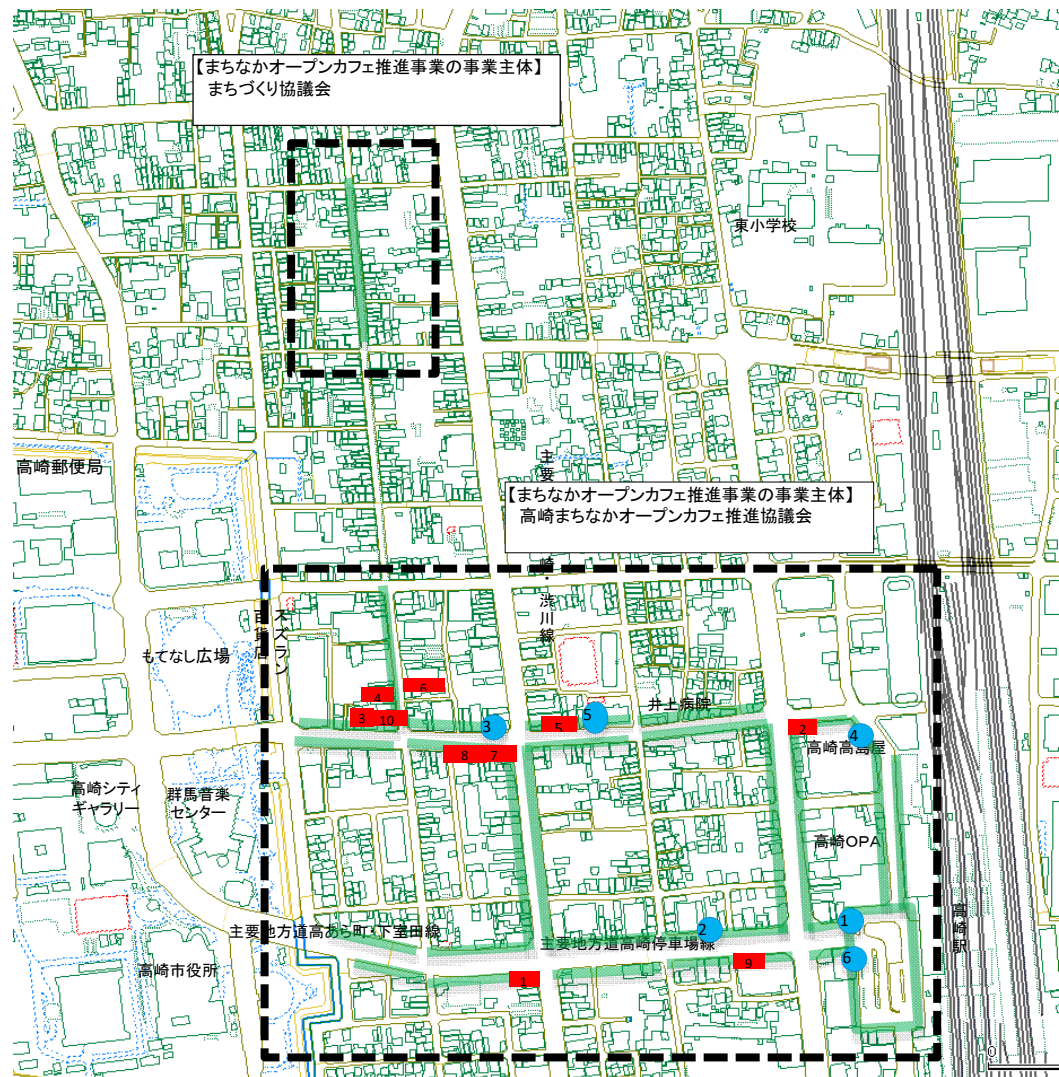 【まちなかオープンカフェ推進事業の事業主体】
まちづくり協議会
東小学校
高崎郵便局
主要
【まちなかオープンカフェ推進事業の事業主体】
高崎まちなかオープンカフェ推進協議会
崎・渋川線
スズラン
百貨店
もてなし広場
井上病院
4
6
3
10
3
5
5
2
4
8
7
高崎高島屋
高崎シティ
ギャラリー
群馬音楽
センター
高崎OPA
高崎駅
1
2
主要地方道高あら町・下室田線
主要地方道高崎停車場線
6
9
高崎市役所
1
0